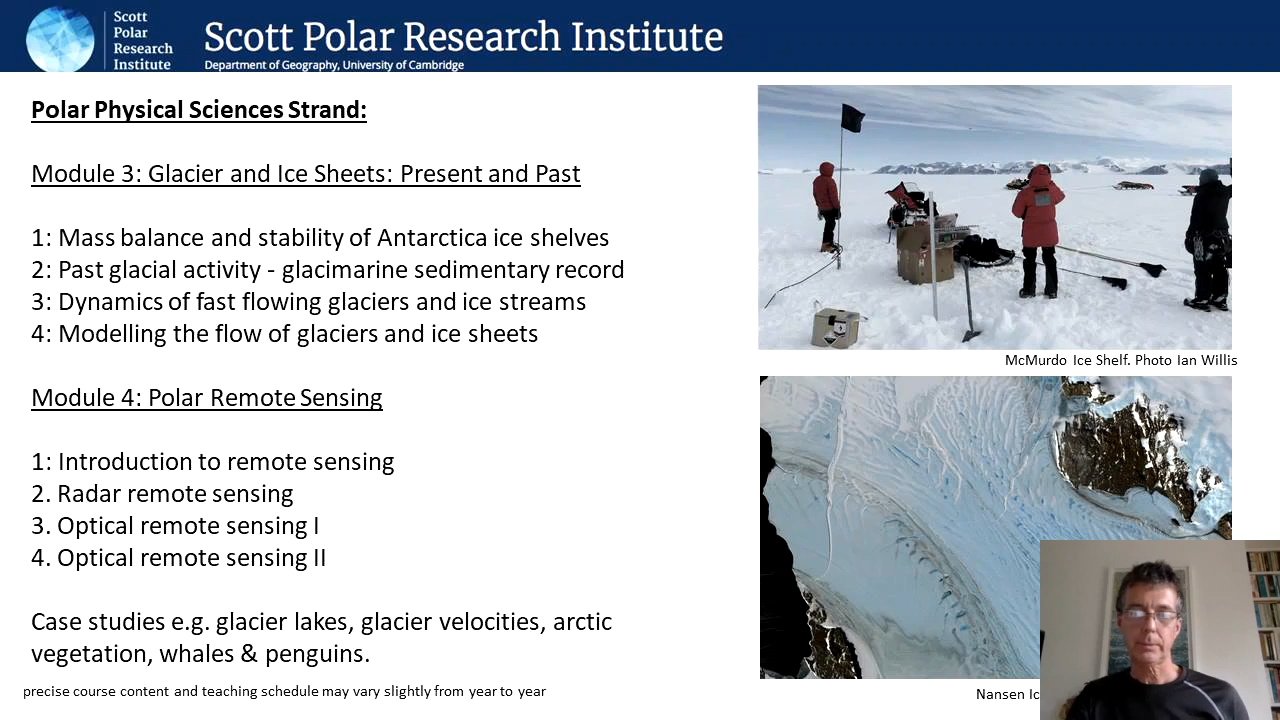 Scott
Polar
Research
Institute
Scott Polar Research Institute
Department of Geography, University of Cambridge
Polar Physical Sciences Strand:
Module 3: Glacier and Ice Sheets: Present and Past
1: Mass balance and stability of Antarctica ice shelves
2: Past glacial activity - glacimarine sedimentary record
3: Dynamics of fast flowing glaciers and ice streams
4: Modelling the flow of glaciers and ice sheets
Module 4: Polar Remote Sensing
1: Introduction to remote sensing
2. Radar remote sensing
3. Optical remote sensing I
4. Optical remote sensing II
Case studies e.g. glacier lakes, glacier velocities, arctic
vegetation, whales & penguins.
precise course content and teaching schedule may vary slightly from year to year
McMurdo Ice Shelf. Photo Ian Willis
Nansen